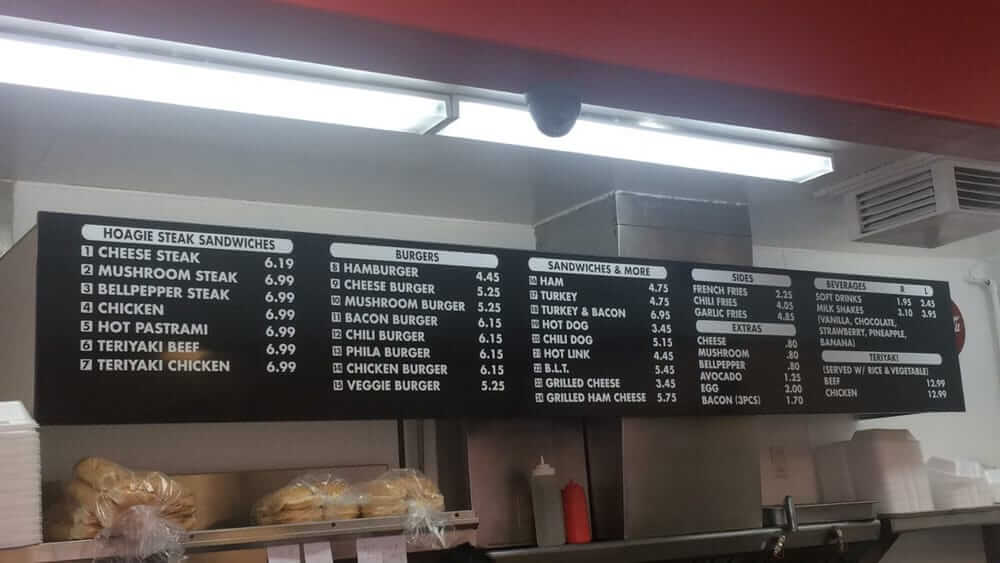 HOAGIE STEAK SANDWICHES
1 CHEESE STEAK 6.19
2 MUSHROOM STEAK 6.99
3 BELLPEPPER STEAK 6.99
4 CHICKEN 6.99
5 HOT PASTRAMI 6.99
6 TERIYAKI BEEF 6.99
7 TERIYAKI CHICKEN 6.99
BURGERS
8 HAMBURGER 4.45
9 CHEESE BURGER 5.25
10 MUSHROOM BURGER 5.25
11 BACON BURGER 6.15
12 CHILI BURGER 6.15
13 PHILA BURGER 6.15
14 CHICKEN BURGER 6.15
15 VEGGIE BURGER 5.25
SANDWICHES & MORE
16 HAM 4.75
17 TURKEY 4.75
18 TURKEY & BACON 6.95
19 HOT DOG 3.45
20 CHILI DOG 5.15
21 HOT LINK 4.45
22 B.L.T. 5.45
23 GRILLED CHEESE 3.45
24 GRILLED HAM CHEESE 5.75
SIDES
FRENCH FRIES 2.25
CHILI FRIES 4.05
GARLIC FRIES 4.85
EXTRAS
CHEESE .80
MUSHROOM .80
BELLPEPPER .80
AVOCADO 1.25
EGG 2.00
BACON (3PCS) 1.70
BEVERAGES R L
SOFT DRINKS 1.95 2.45
MILK SHAKES 3.10 3.95
(VANILLA, CHOCOLATE,
STRAWBERRY, PINEAPPLE,
BANANA)
TERIYAKI
(SERVED W/ RICE & VEGETABLE)
BEEF 12.99
CHICKEN 12.99